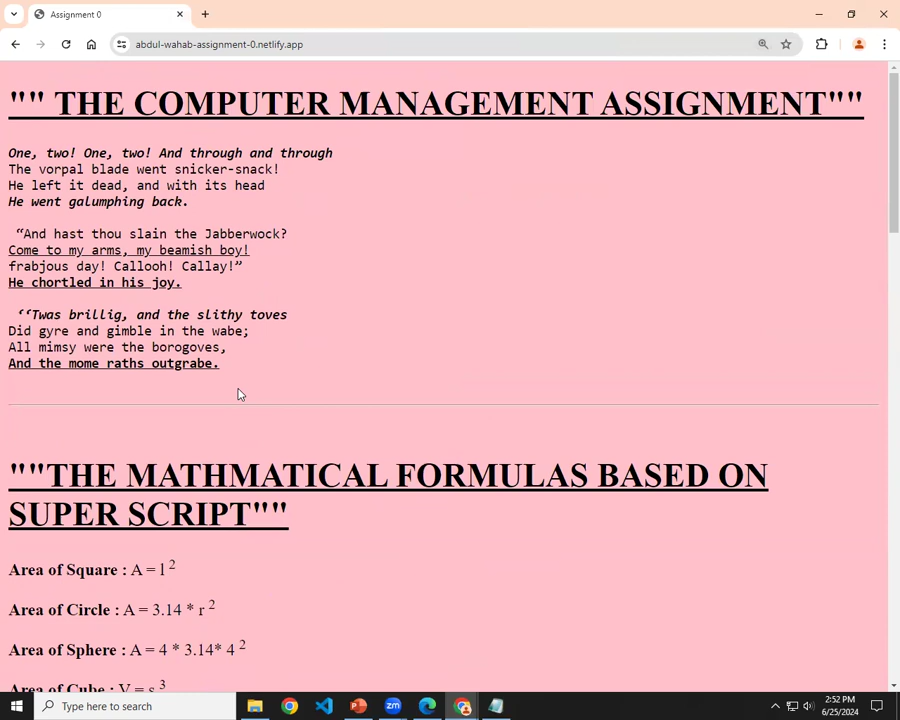 Assignment 0
abdul-wahab-assignment-0.netlify.app
"" THE COMPUTER MANAGEMENT ASSIGNMENT""
One, two! One, two! And through and through
The vorpal blade went snicker-snack!
He left it dead, and with its head
He went galumphing back.
“And hast thou slain the Jabberwock?
Come to my arms, my beamish boy!
frabjous day! Callooh! Callay!”
He chortled in his joy.
‘‘Twas brillig, and the slithy toves
Did gyre and gimble in the wabe;
All mimsy were the borogoves,
And the mome raths outgrabe.
""THE MATHMATICAL FORMULAS BASED ON
SUPER SCRIPT""
Area of Square : A = l ²
Area of Circle : A = 3.14 * r ²
Area of Sphere : A = 4 * 3.14* 4 ²
Area of Cube : V = s ³
Type here to search
2:52 PM
6/25/2024